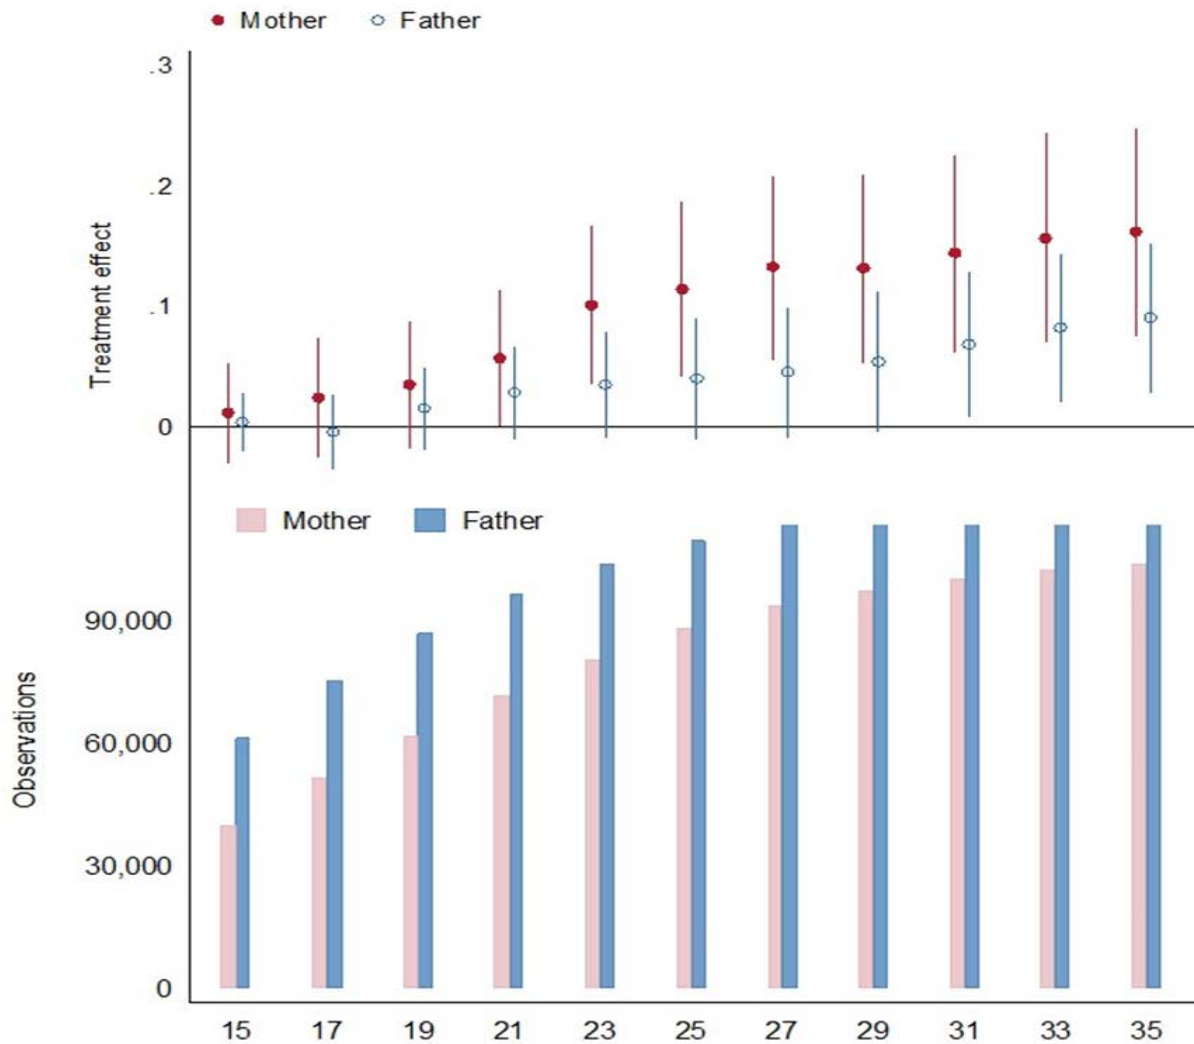 Mother Father
.3
.2
.1
0
Treatment effect
Mother Father
90,000
60,000
30,000
0
Observations
15 17 19 21 23 25 27 29 31 33 35